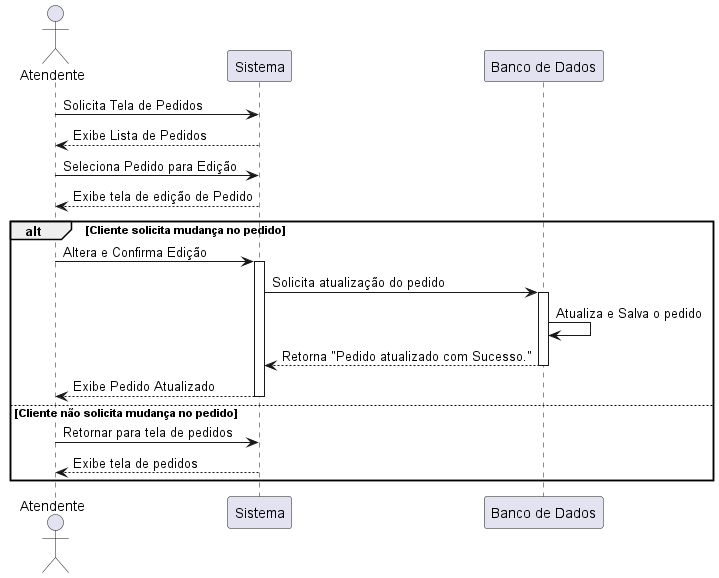 Atendente
Sistema
Banco de Dados
Solicita Tela de Pedidos
Exibe Lista de Pedidos
Seleciona Pedido para Edição
Exibe tela de edição de Pedido
alt
[Cliente solicita mudança no pedido]
Altera e Confirma Edição
Solicita atualização do pedido
Atualiza e Salva o pedido
Retorna "Pedido atualizado com Sucesso."
Exibe Pedido Atualizado
[Cliente não solicita mudança no pedido]
Retornar para tela de pedidos
Exibe tela de pedidos
Atendente
Sistema
Banco de Dados